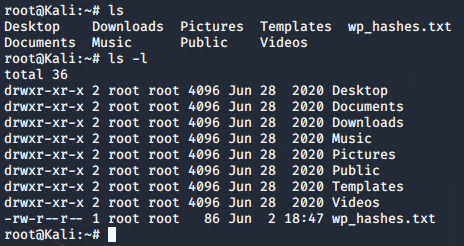 root@Kali:~# ls
Desktop    Downloads  Pictures  Templates  wp_hashes.txt
Documents  Music      Public    Videos
root@Kali:~# ls -l
total 36
drwxr-xr-x 2 root root 4096 Jun 28  2020 Desktop
drwxr-xr-x 2 root root 4096 Jun 28  2020 Documents
drwxr-xr-x 2 root root 4096 Jun 28  2020 Downloads
drwxr-xr-x 2 root root 4096 Jun 28  2020 Music
drwxr-xr-x 2 root root 4096 Jun 28  2020 Pictures
drwxr-xr-x 2 root root 4096 Jun 28  2020 Public
drwxr-xr-x 2 root root 4096 Jun 28  2020 Templates
drwxr-xr-x 2 root root 4096 Jun 28  2020 Videos
-rw-r--r-- 1 root root   86 Jun  2 18:47 wp_hashes.txt
root@Kali:~#